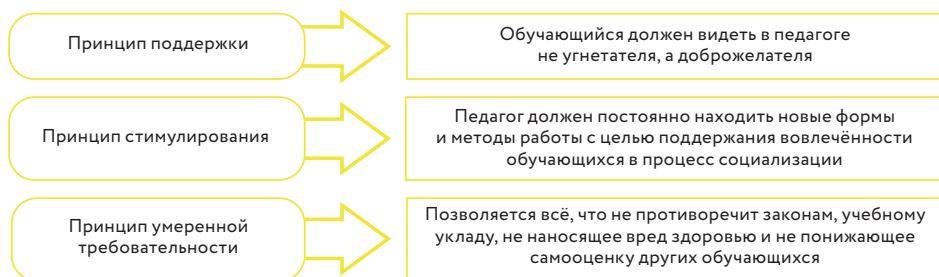 Принцип поддержки
Обучающийся должен видеть в педагоге
не угнетателя, а доброжелателя
Принцип стимулирования
Педагог должен постоянно находить новые формы
и методы работы с целью поддержания вовлечённости
обучающихся в процесс социализации
Принцип умеренной
требовательности
Позволяется всё, что не противоречит законам, учебному
укладу, не наносящее вред здоровью и не понижающее
самооценку других обучающихся